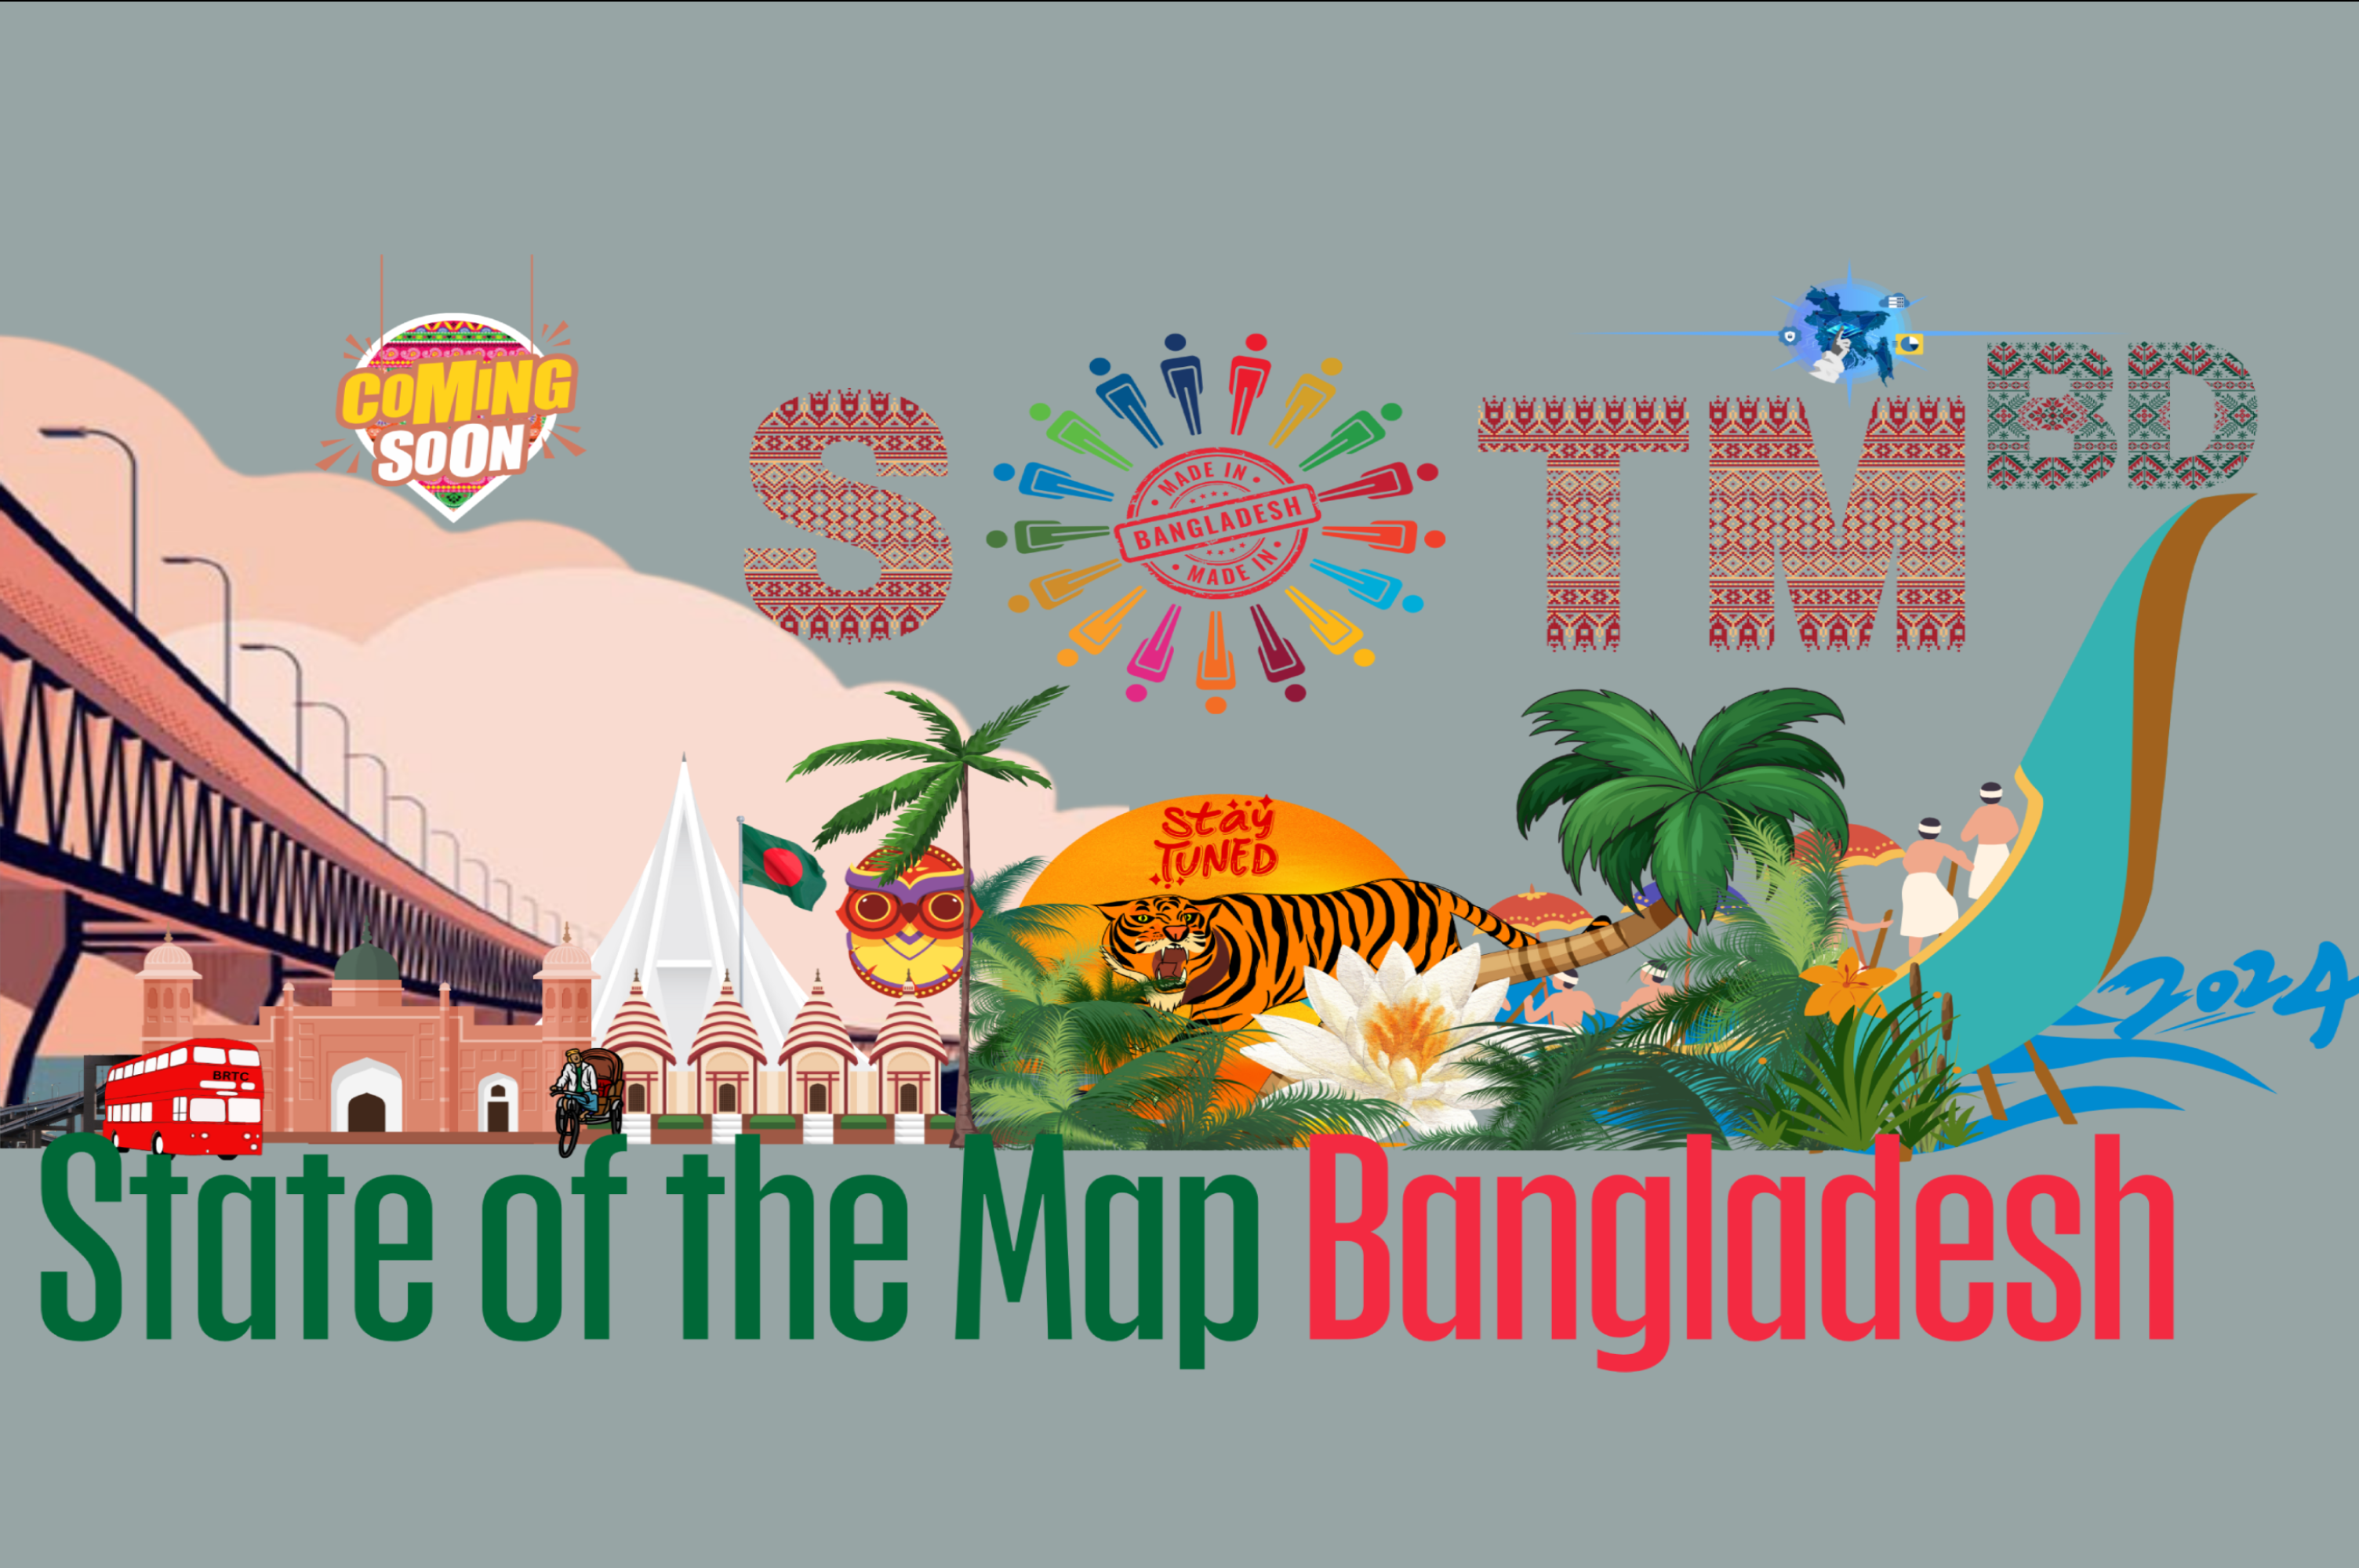 COMING
SOON
S TM BD
MADE IN
BANGLADESH
MADE IN
Stay
TUNED
BRTC
2024
State of the Map Bangladesh